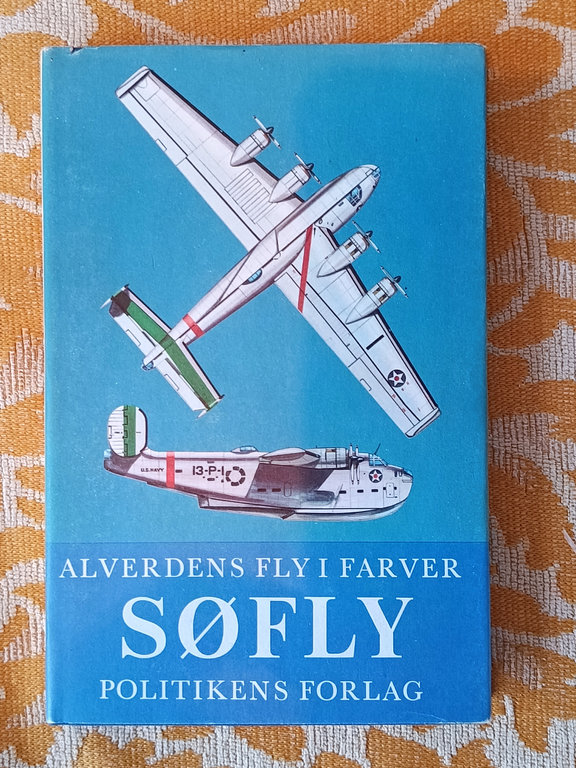 U.S. NAVY
13-P-1
ALVERDENS FLY I FARVER
SØFLY
POLITIKENS FORLAG